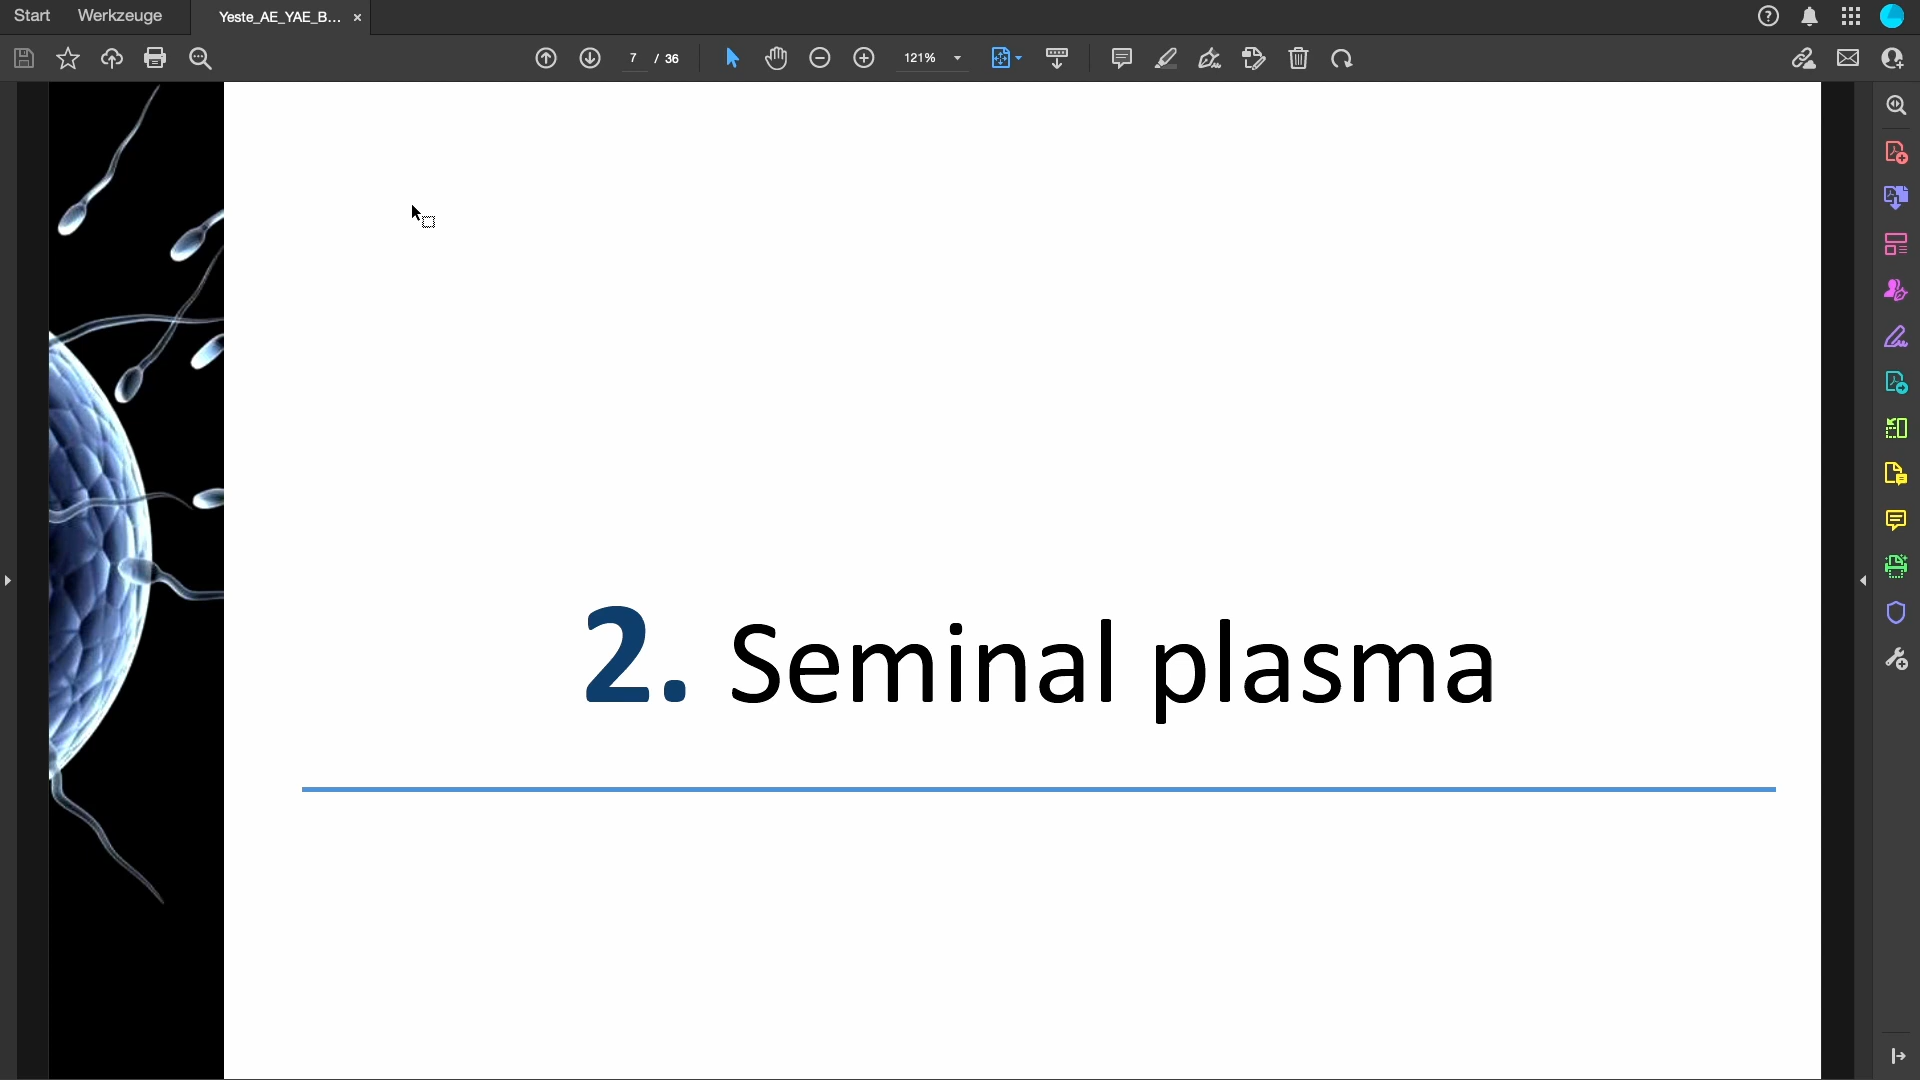 Start Werkzeuge Yeste_AE_YAE_B... ×
7 / 36 121%
2. Seminal plasma